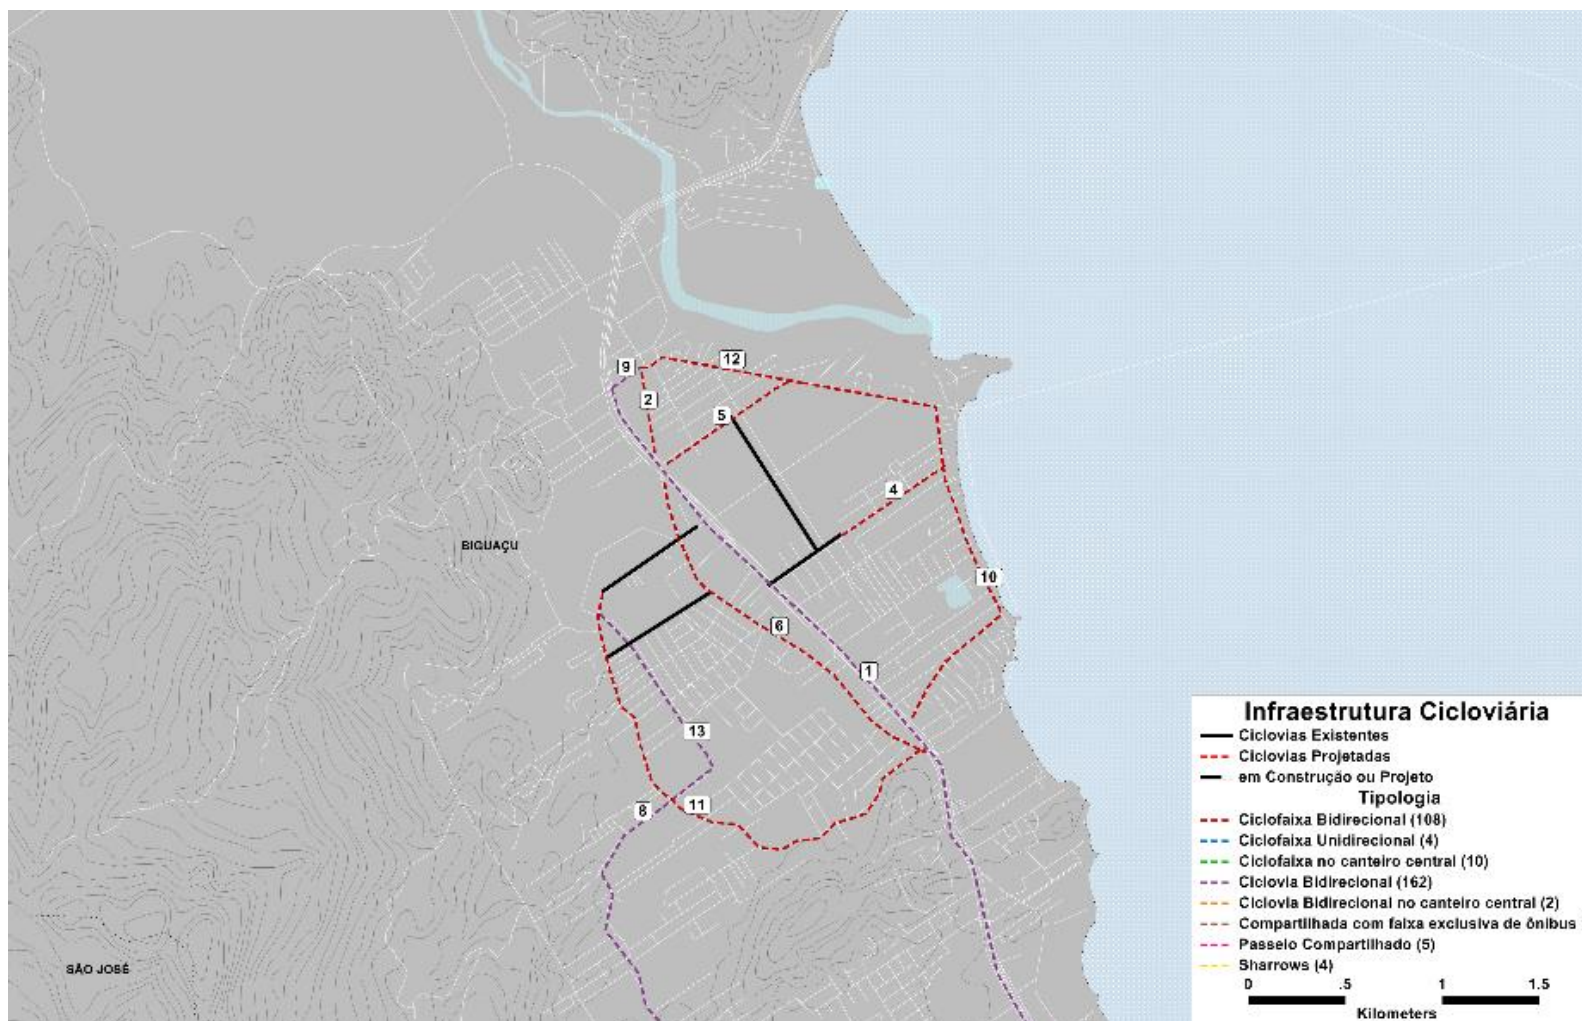 12
9
2
5
4
BIGUAÇU
10
6
1
13
8
11
SÃO JOSÉ
Infraestrutura Cicloviária
Ciclovias Existentes
Ciclovias Projetadas
em Construção ou Projeto
Tipologia
Ciclofaixa Bidirecional (108)
Ciclofaixa Unidirecional (4)
Ciclofaixa no canteiro central (10)
Ciclovia Bidirecional (162)
Ciclovia Bidirecional no canteiro central (2)
Compartilhada com faixa exclusiva de ônibus
Passeio Compartilhado (5)
Sharrows (4)
0 .5 1 1.5
Kilometers